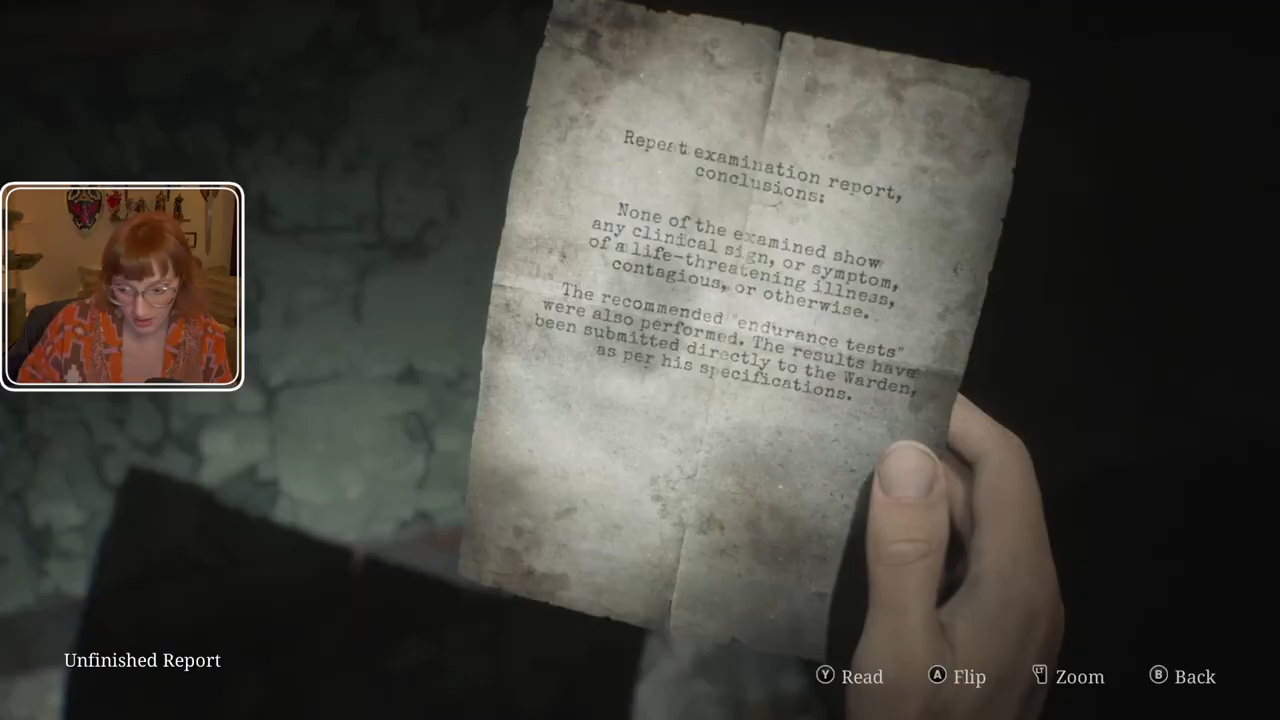 Repeat examination report,
conclusions:
None of the examined show
any clinical sign, or symptom,
of a life-threatening illness,
contagious, or otherwise.
The recommended "endurance tests"
were also performed. The results have
been submitted directly to the Warden,
as per his specifications.
Unfinished Report
Y Read
A Flip
LT Zoom
B Back